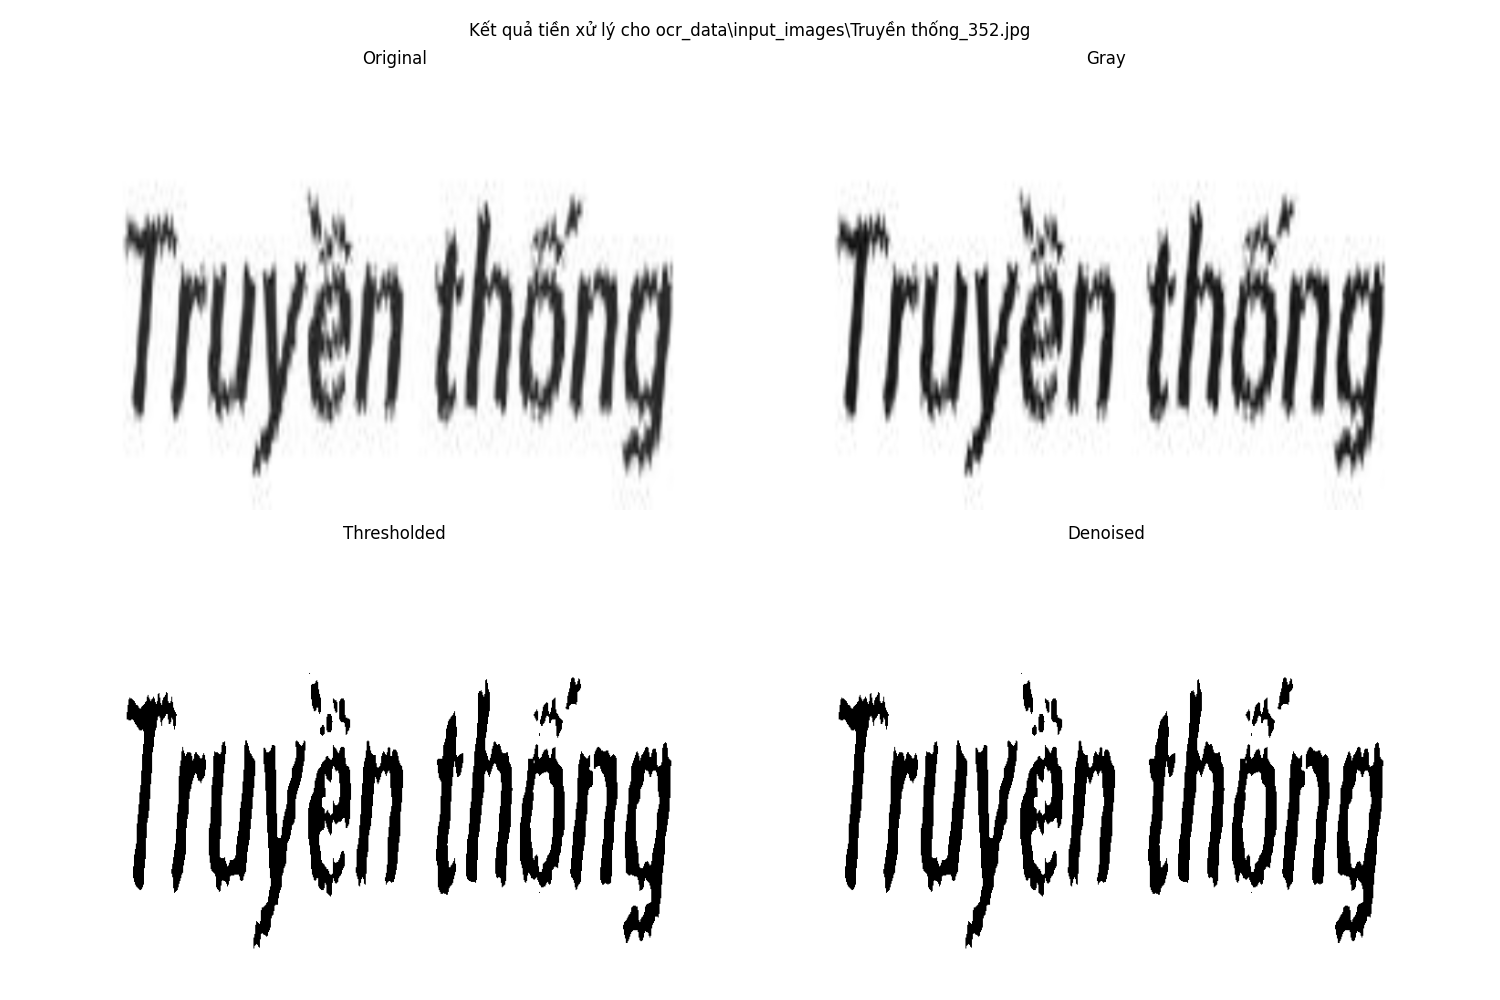 Kết quả tiền xử lý cho ocr_data\input_images\Truyền thống_352.jpg
Original
Gray
Truyền thống
Truyền thống
Thresholded
Denoised
Truyền thống
Truyền thống